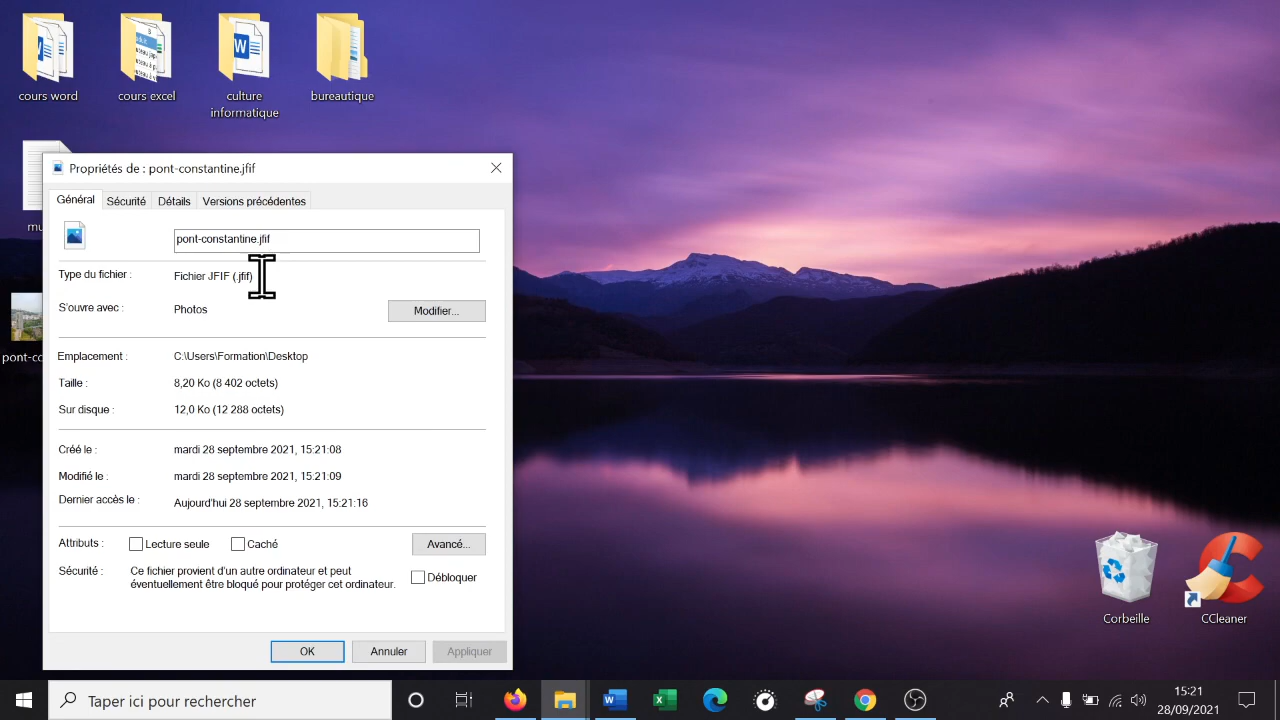 cours word
cours excel
culture
informatique
bureautique
Propriétés de : pont-constantine.jfif
Général
Sécurité
Détails
Versions précédentes
pont-constantine.jfif
Type du fichier :
Fichier JFIF (.jfif)
S'ouvre avec :
Photos
Modifier...
Emplacement :
C:\Users\Formation\Desktop
Taille :
8,20 Ko (8 402 octets)
Sur disque :
12,0 Ko (12 288 octets)
Créé le :
mardi 28 septembre 2021, 15:21:08
Modifié le :
mardi 28 septembre 2021, 15:21:09
Dernier accès le :
Aujourd'hui 28 septembre 2021, 15:21:16
Attributs :
Lecture seule
Caché
Avancé...
Sécurité :
Ce fichier provient d'un autre ordinateur et peut
éventuellement être bloqué pour protéger cet ordinateur.
Débloquer
OK
Annuler
Appliquer
mu
pont-co
Corbeille
CCleaner
Taper ici pour rechercher
15:21
28/09/2021